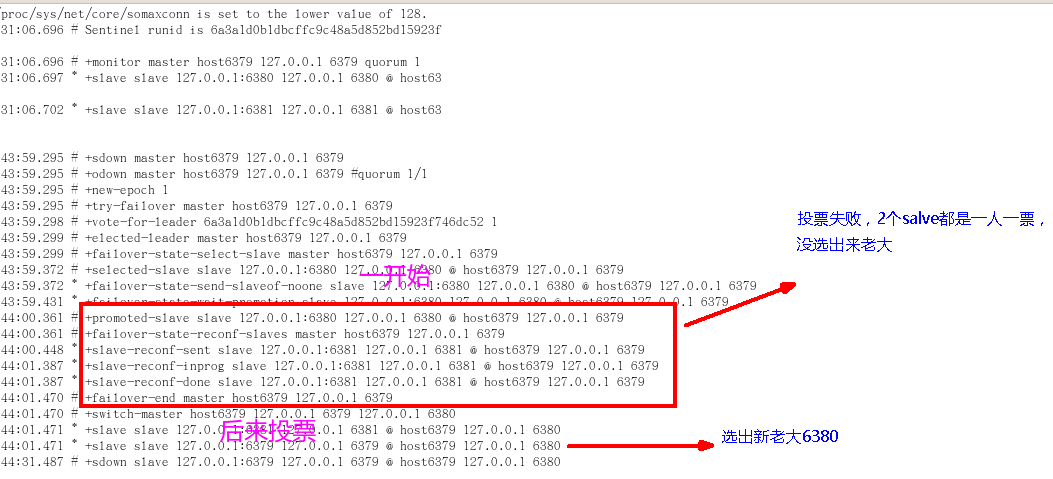 proc/sys/net/core/somaxconn is set to the lower value of 128.
31:06.696 # Sentinel runid is 6a3a1d0b1dbcffc9c48a5d852bd15923f
31:06.696 # +monitor master host6379 127.0.0.1 6379 quorum 1
31:06.697 * +slave slave 127.0.0.1:6380 127.0.0.1 6380 @ host63
31:06.702 * +slave slave 127.0.0.1:6381 127.0.0.1 6381 @ host63
43:59.295 # +sdown master host6379 127.0.0.1 6379
43:59.295 # +odown master host6379 127.0.0.1 6379 #quorum 1/1
43:59.295 # +new-epoch 1
43:59.295 # +try-failover master host6379 127.0.0.1 6379
43:59.298 # +vote-for-leader 6a3a1d0b1dbcffc9c48a5d852bd15923f746dc52 1
43:59.299 # +elected-leader master host6379 127.0.0.1 6379
43:59.299 # +failover-state-select-slave master host6379 127.0.0.1 6379
43:59.372 # +selected-slave slave 127.0.0.1:6380 127.0.0.1 6380 @ host6379 127.0.0.1 6379
一开始
43:59.372 * +failover-state-send-slaveof-noone slave 127.0.0.1:6380 127.0.0.1 6380 @ host6379 127.0.0.1 6379
43:59.431 * +failover-state-wait-promotion slave 127.0.0.1:6380 127.0.0.1 6380 @ host6379 127.0.0.1 6379
44:00.361 # +promoted-slave slave 127.0.0.1:6380 127.0.0.1 6380 @ host6379 127.0.0.1 6379
44:00.361 # +failover-state-reconf-slaves master host6379 127.0.0.1 6379
44:00.448 * +slave-reconf-sent slave 127.0.0.1:6381 127.0.0.1 6381 @ host6379 127.0.0.1 6379
44:01.387 * +slave-reconf-inprog slave 127.0.0.1:6381 127.0.0.1 6381 @ host6379 127.0.0.1 6379
44:01.387 * +slave-reconf-done slave 127.0.0.1:6381 127.0.0.1 6381 @ host6379 127.0.0.1 6379
44:01.470 # +failover-end master host6379 127.0.0.1 6379
44:01.470 # +switch-master host6379 127.0.0.1 6379 127.0.0.1 6380
44:01.471 * +slave slave 127.0.0.1:6381 127.0.0.1 6381 @ host6379 127.0.0.1 6380
后来投票
44:01.471 * +slave slave 127.0.0.1:6379 127.0.0.1 6379 @ host6379 127.0.0.1 6380
44:31.487 # +sdown slave 127.0.0.1:6379 127.0.0.1 6379 @ host6379 127.0.0.1 6380
投票失败，2个salve都是一人一票，
没选出来老大
选出新老大6380